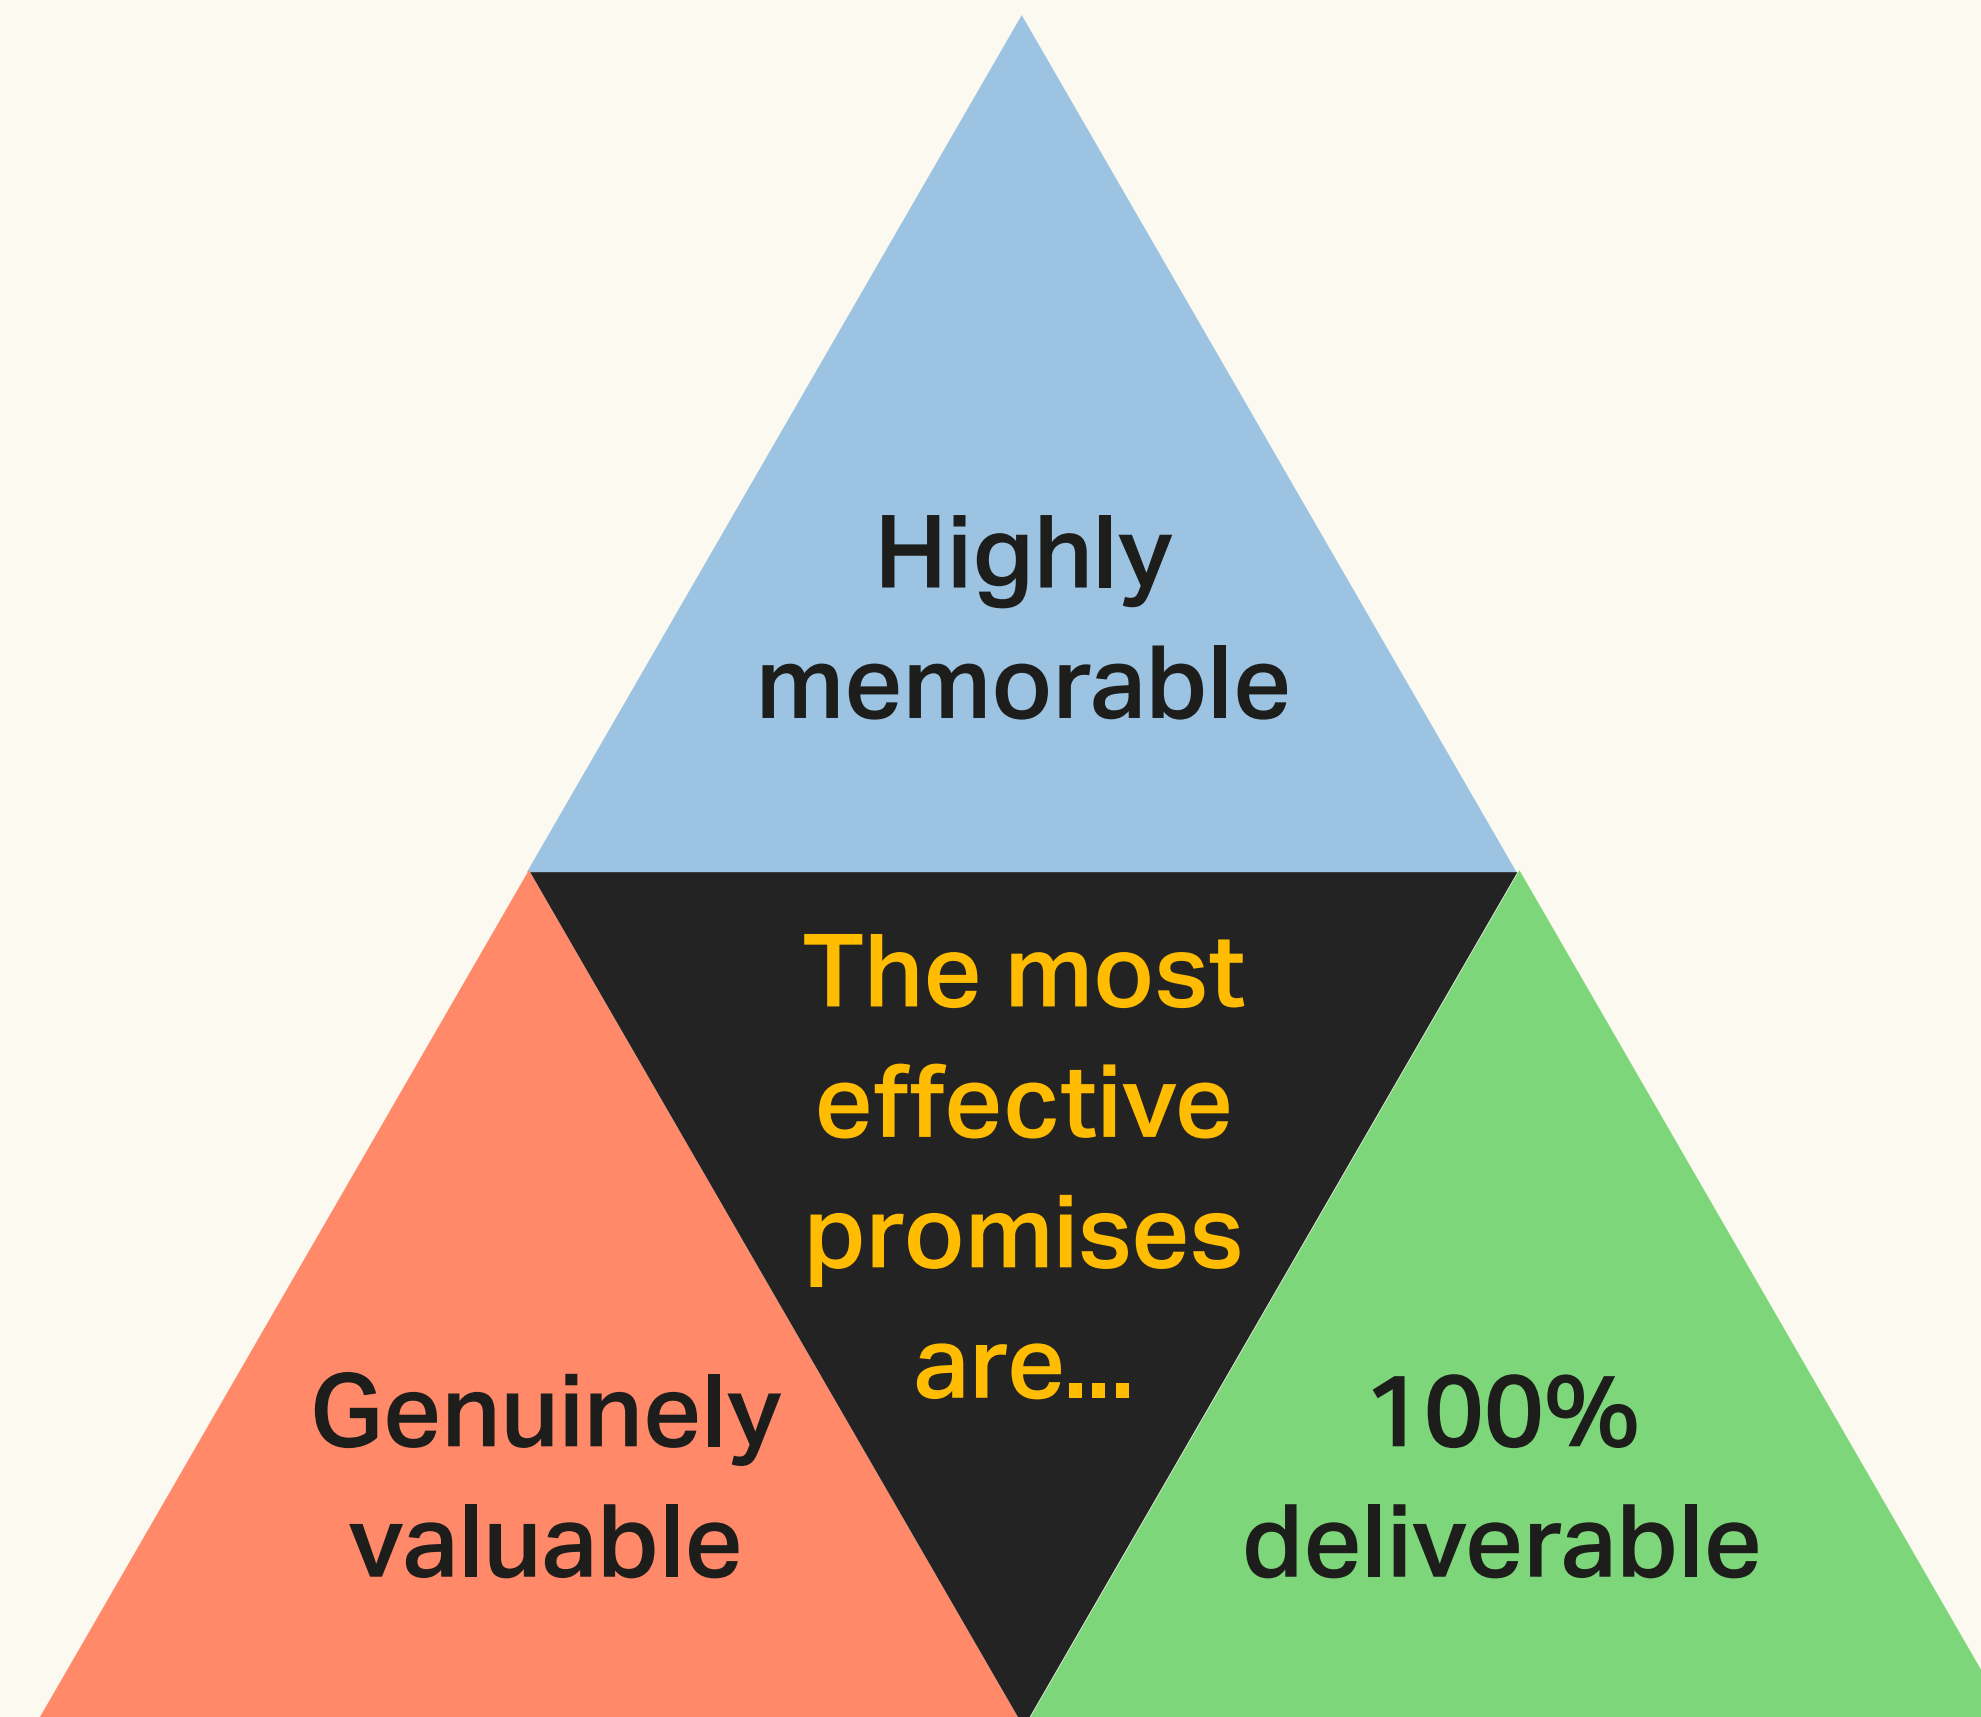 Highly
memorable
The most
effective
promises
are...
Genuinely
valuable
100%
deliverable